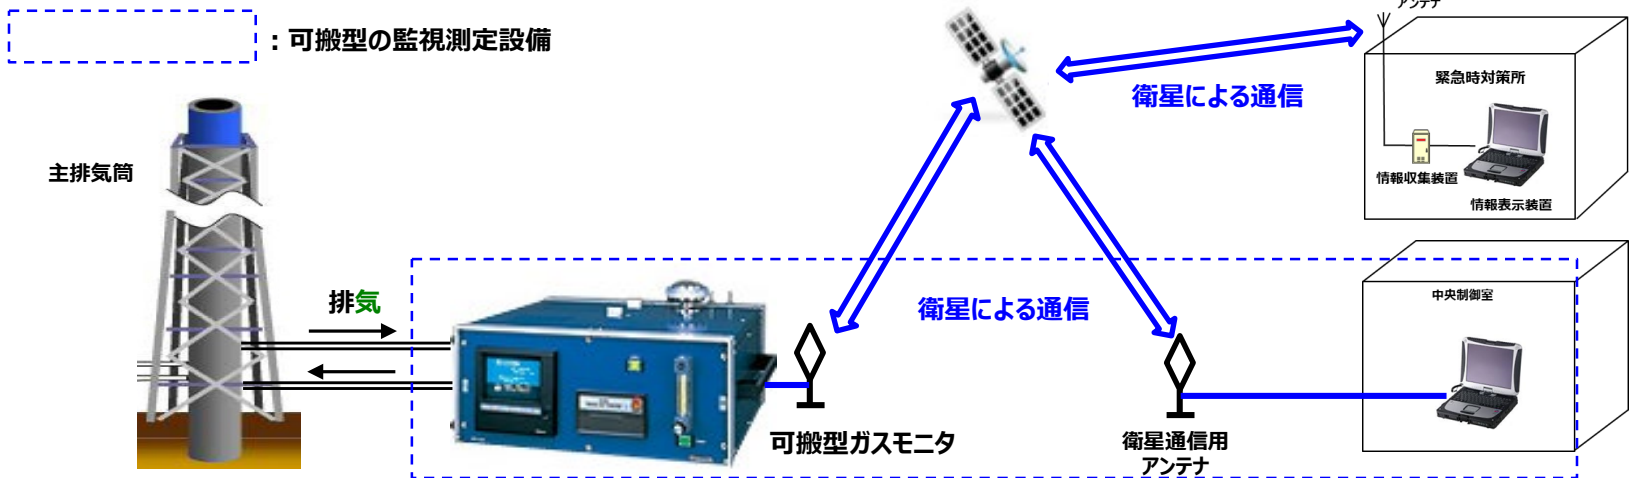 ：可搬型の監視測定設備
アンテナ
衛星による通信
緊急時対策所
主排気筒
情報収集装置
情報表示装置
排気
衛星による通信
中央制御室
可搬型ガスモニタ
衛星通信用
アンテナ